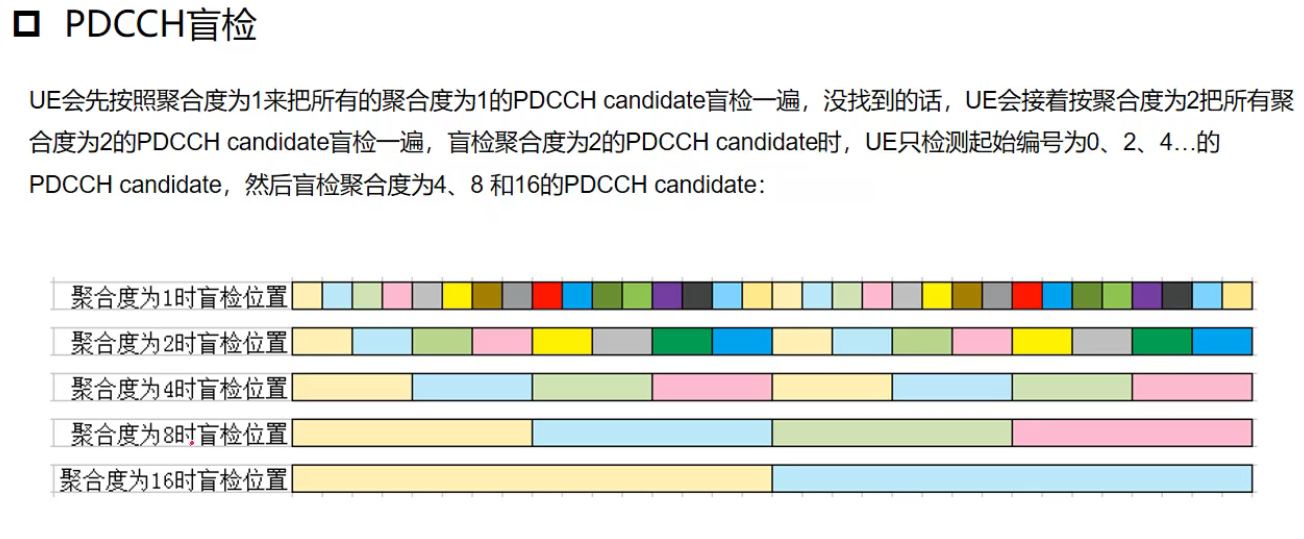 PDCCH盲检
UE会先按照聚合度为1来把所有的聚合度为1的PDCCH candidate盲检一遍，没找到的话，UE会接着按聚合度为2把所有聚
合度为2的PDCCH candidate盲检一遍，盲检聚合度为2的PDCCH candidate时，UE只检测起始编号为0、2、4…的
PDCCH candidate，然后盲检聚合度为4、8 和16的PDCCH candidate：
聚合度为1时盲检位置
聚合度为2时盲检位置
聚合度为4时盲检位置
聚合度为8时盲检位置
聚合度为16时盲检位置